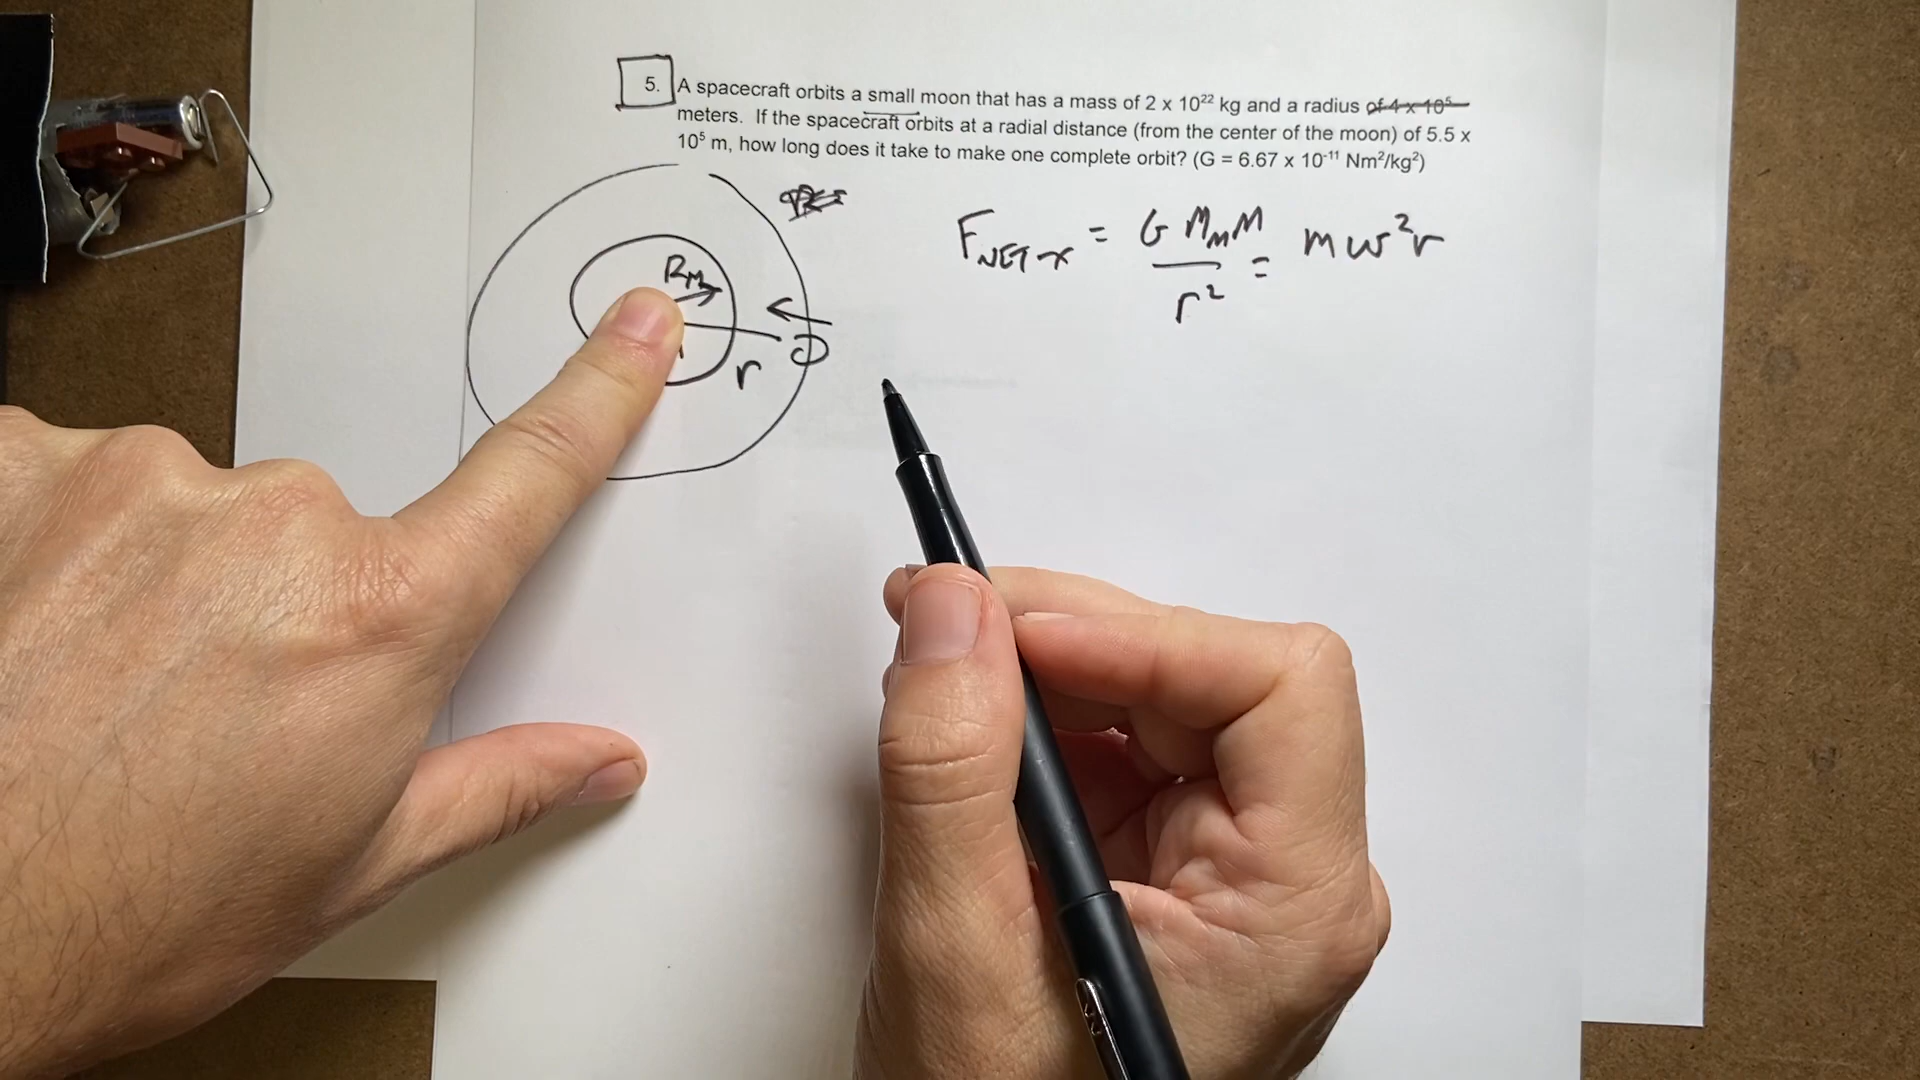 5. A spacecraft orbits a small moon that has a mass of 2 x 10²² kg and a radius of 4 x 10⁵
meters. If the spacecraft orbits at a radial distance (from the center of the moon) of 5.5 x
10⁵ m, how long does it take to make one complete orbit? (G = 6.67 x 10⁻¹¹ Nm²/kg²)
R_M
r
F_NET-x = G M_M M / r² = m ω² r